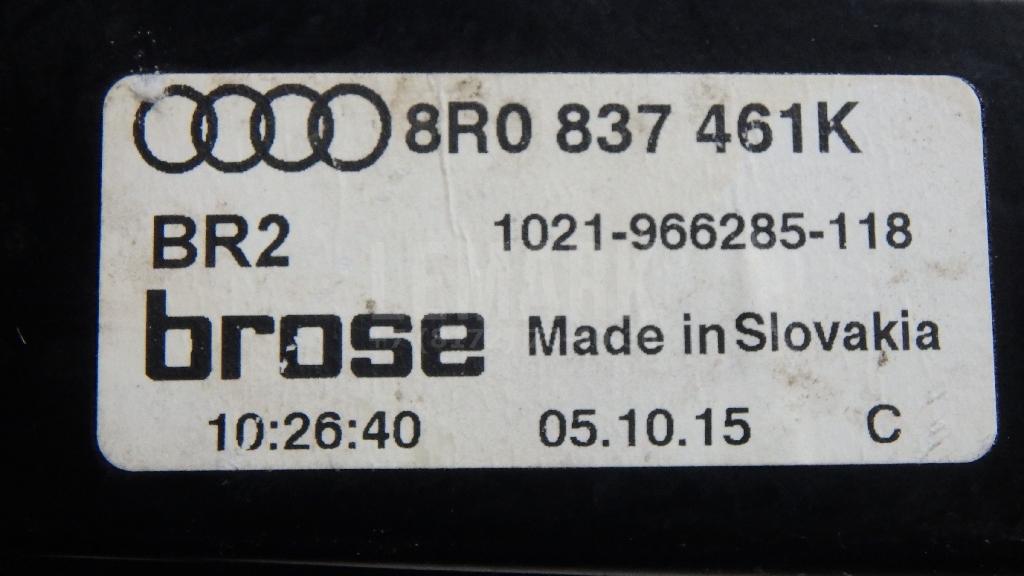 8R0 837 461K
BR2 1021-966285-118
brose Made in Slovakia
10:26:40 05.10.15 C